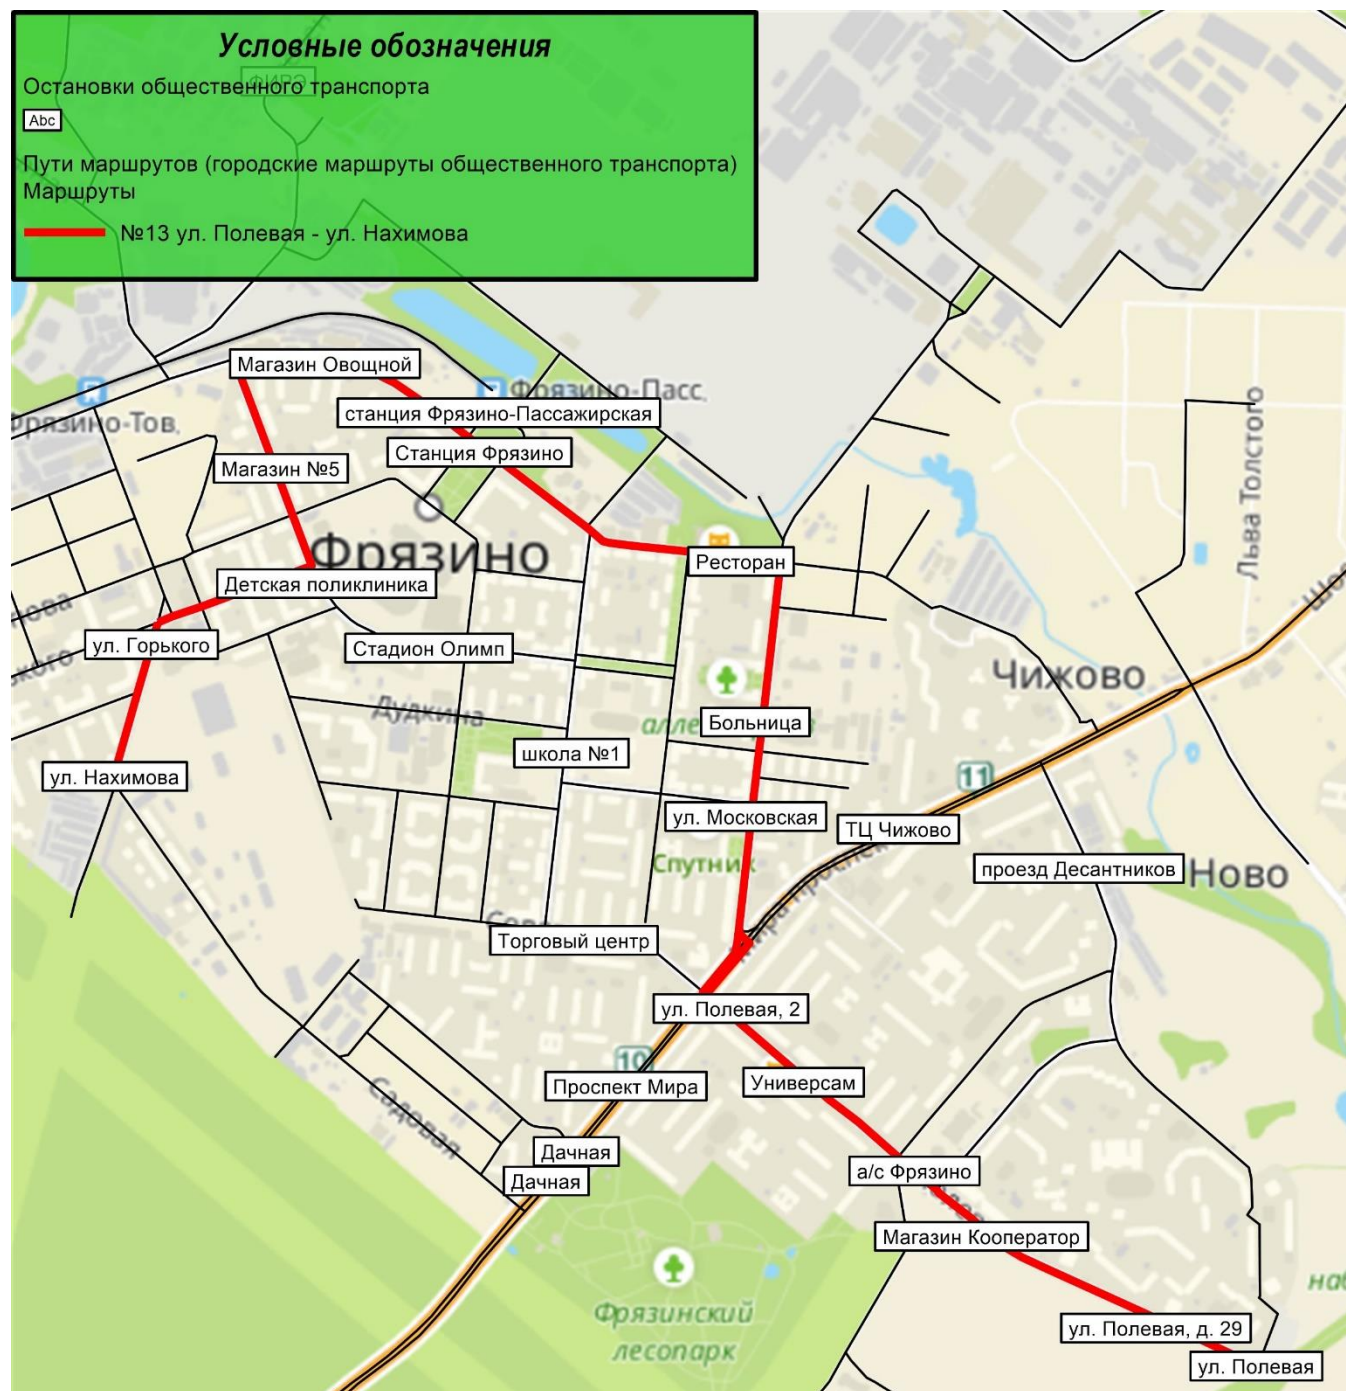 Условные обозначения
ФИРЭ
Остановки общественного транспорта
Abc
Пути маршрутов (городские маршруты общественного транспорта)
Маршруты
№13 ул. Полевая - ул. Нахимова
Магазин Овощной
Фрязино-Пасс.
станция Фрязино-Пассажирская
Фрязино-Тов.
Станция Фрязино
Магазин №5
Льва Толстого
Фрязино
Ресторан
Детская поликлиника
ул. Горького
Стадион Олимп
Чижово
Дудкина
Больница
школа №1
ул. Нахимова
11
ул. Московская
ТЦ Чижово
Спутник
проезд Десантников
Ново
Торговый центр
ул. Полевая, 2
10
Проспект Мира
Универсам
Садовая
Дачная
Дачная
а/с Фрязино
Магазин Кооператор
Фрязинский
лесопарк
ул. Полевая, д. 29
ул. Полевая